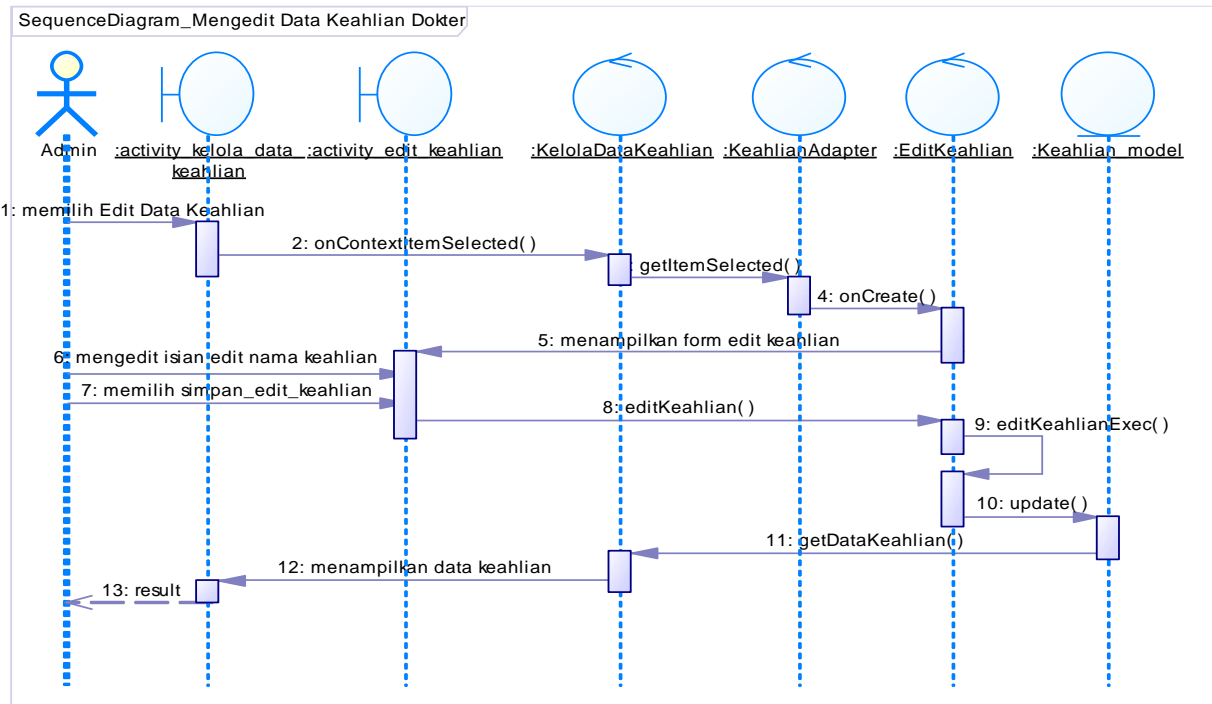 SequenceDiagram_Mengedit Data Keahlian Dokter
Admin
:activity_kelola_data_
keahlian
:activity_edit_keahlian
:KelolaDataKeahlian
:KeahlianAdapter
:EditKeahlian
:Keahlian_model
1: memilih Edit Data Keahlian
2: onContextItemSelected()
: getItemSelected()
4: onCreate()
5: menampilkan form edit keahlian
6: mengedit isian edit nama keahlian
7: memilih simpan_edit_keahlian
8: editKeahlian()
9: editKeahlianExec()
10: update()
11: getDataKeahlian()
12: menampilkan data keahlian
13: result